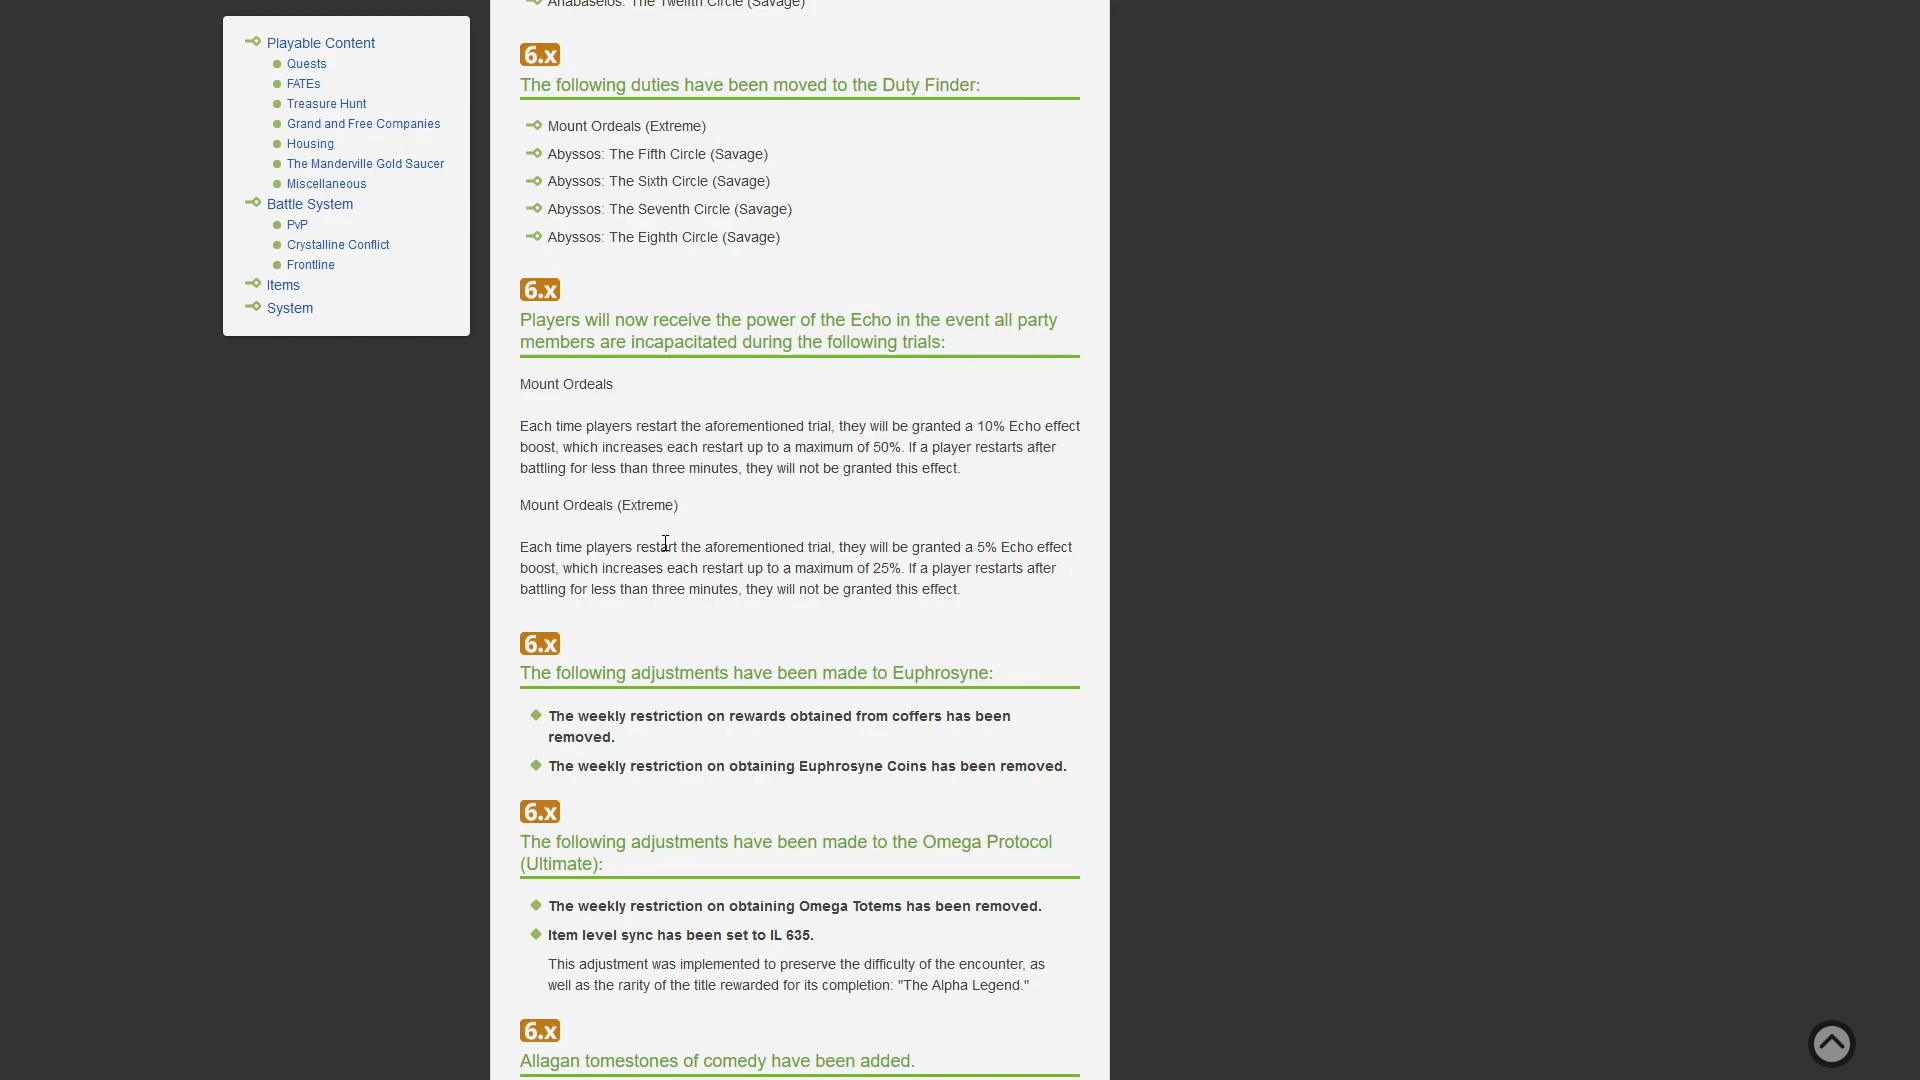 Playable Content
Quests
FATEs
Treasure Hunt
Grand and Free Companies
Housing
The Manderville Gold Saucer
Miscellaneous
Battle System
PvP
Crystalline Conflict
Frontline
Items
System
Anabaseios: The Twelfth Circle (Savage)
6.x
The following duties have been moved to the Duty Finder:
Mount Ordeals (Extreme)
Abyssos: The Fifth Circle (Savage)
Abyssos: The Sixth Circle (Savage)
Abyssos: The Seventh Circle (Savage)
Abyssos: The Eighth Circle (Savage)
6.x
Players will now receive the power of the Echo in the event all party
members are incapacitated during the following trials:
Mount Ordeals
Each time players restart the aforementioned trial, they will be granted a 10% Echo effect
boost, which increases each restart up to a maximum of 50%. If a player restarts after
battling for less than three minutes, they will not be granted this effect.
Mount Ordeals (Extreme)
Each time players restart the aforementioned trial, they will be granted a 5% Echo effect
boost, which increases each restart up to a maximum of 25%. If a player restarts after
battling for less than three minutes, they will not be granted this effect.
6.x
The following adjustments have been made to Euphrosyne:
The weekly restriction on rewards obtained from coffers has been
removed.
The weekly restriction on obtaining Euphrosyne Coins has been removed.
6.x
The following adjustments have been made to the Omega Protocol
(Ultimate):
The weekly restriction on obtaining Omega Totems has been removed.
Item level sync has been set to IL 635.
This adjustment was implemented to preserve the difficulty of the encounter, as
well as the rarity of the title rewarded for its completion: "The Alpha Legend."
6.x
Allagan tomestones of comedy have been added.